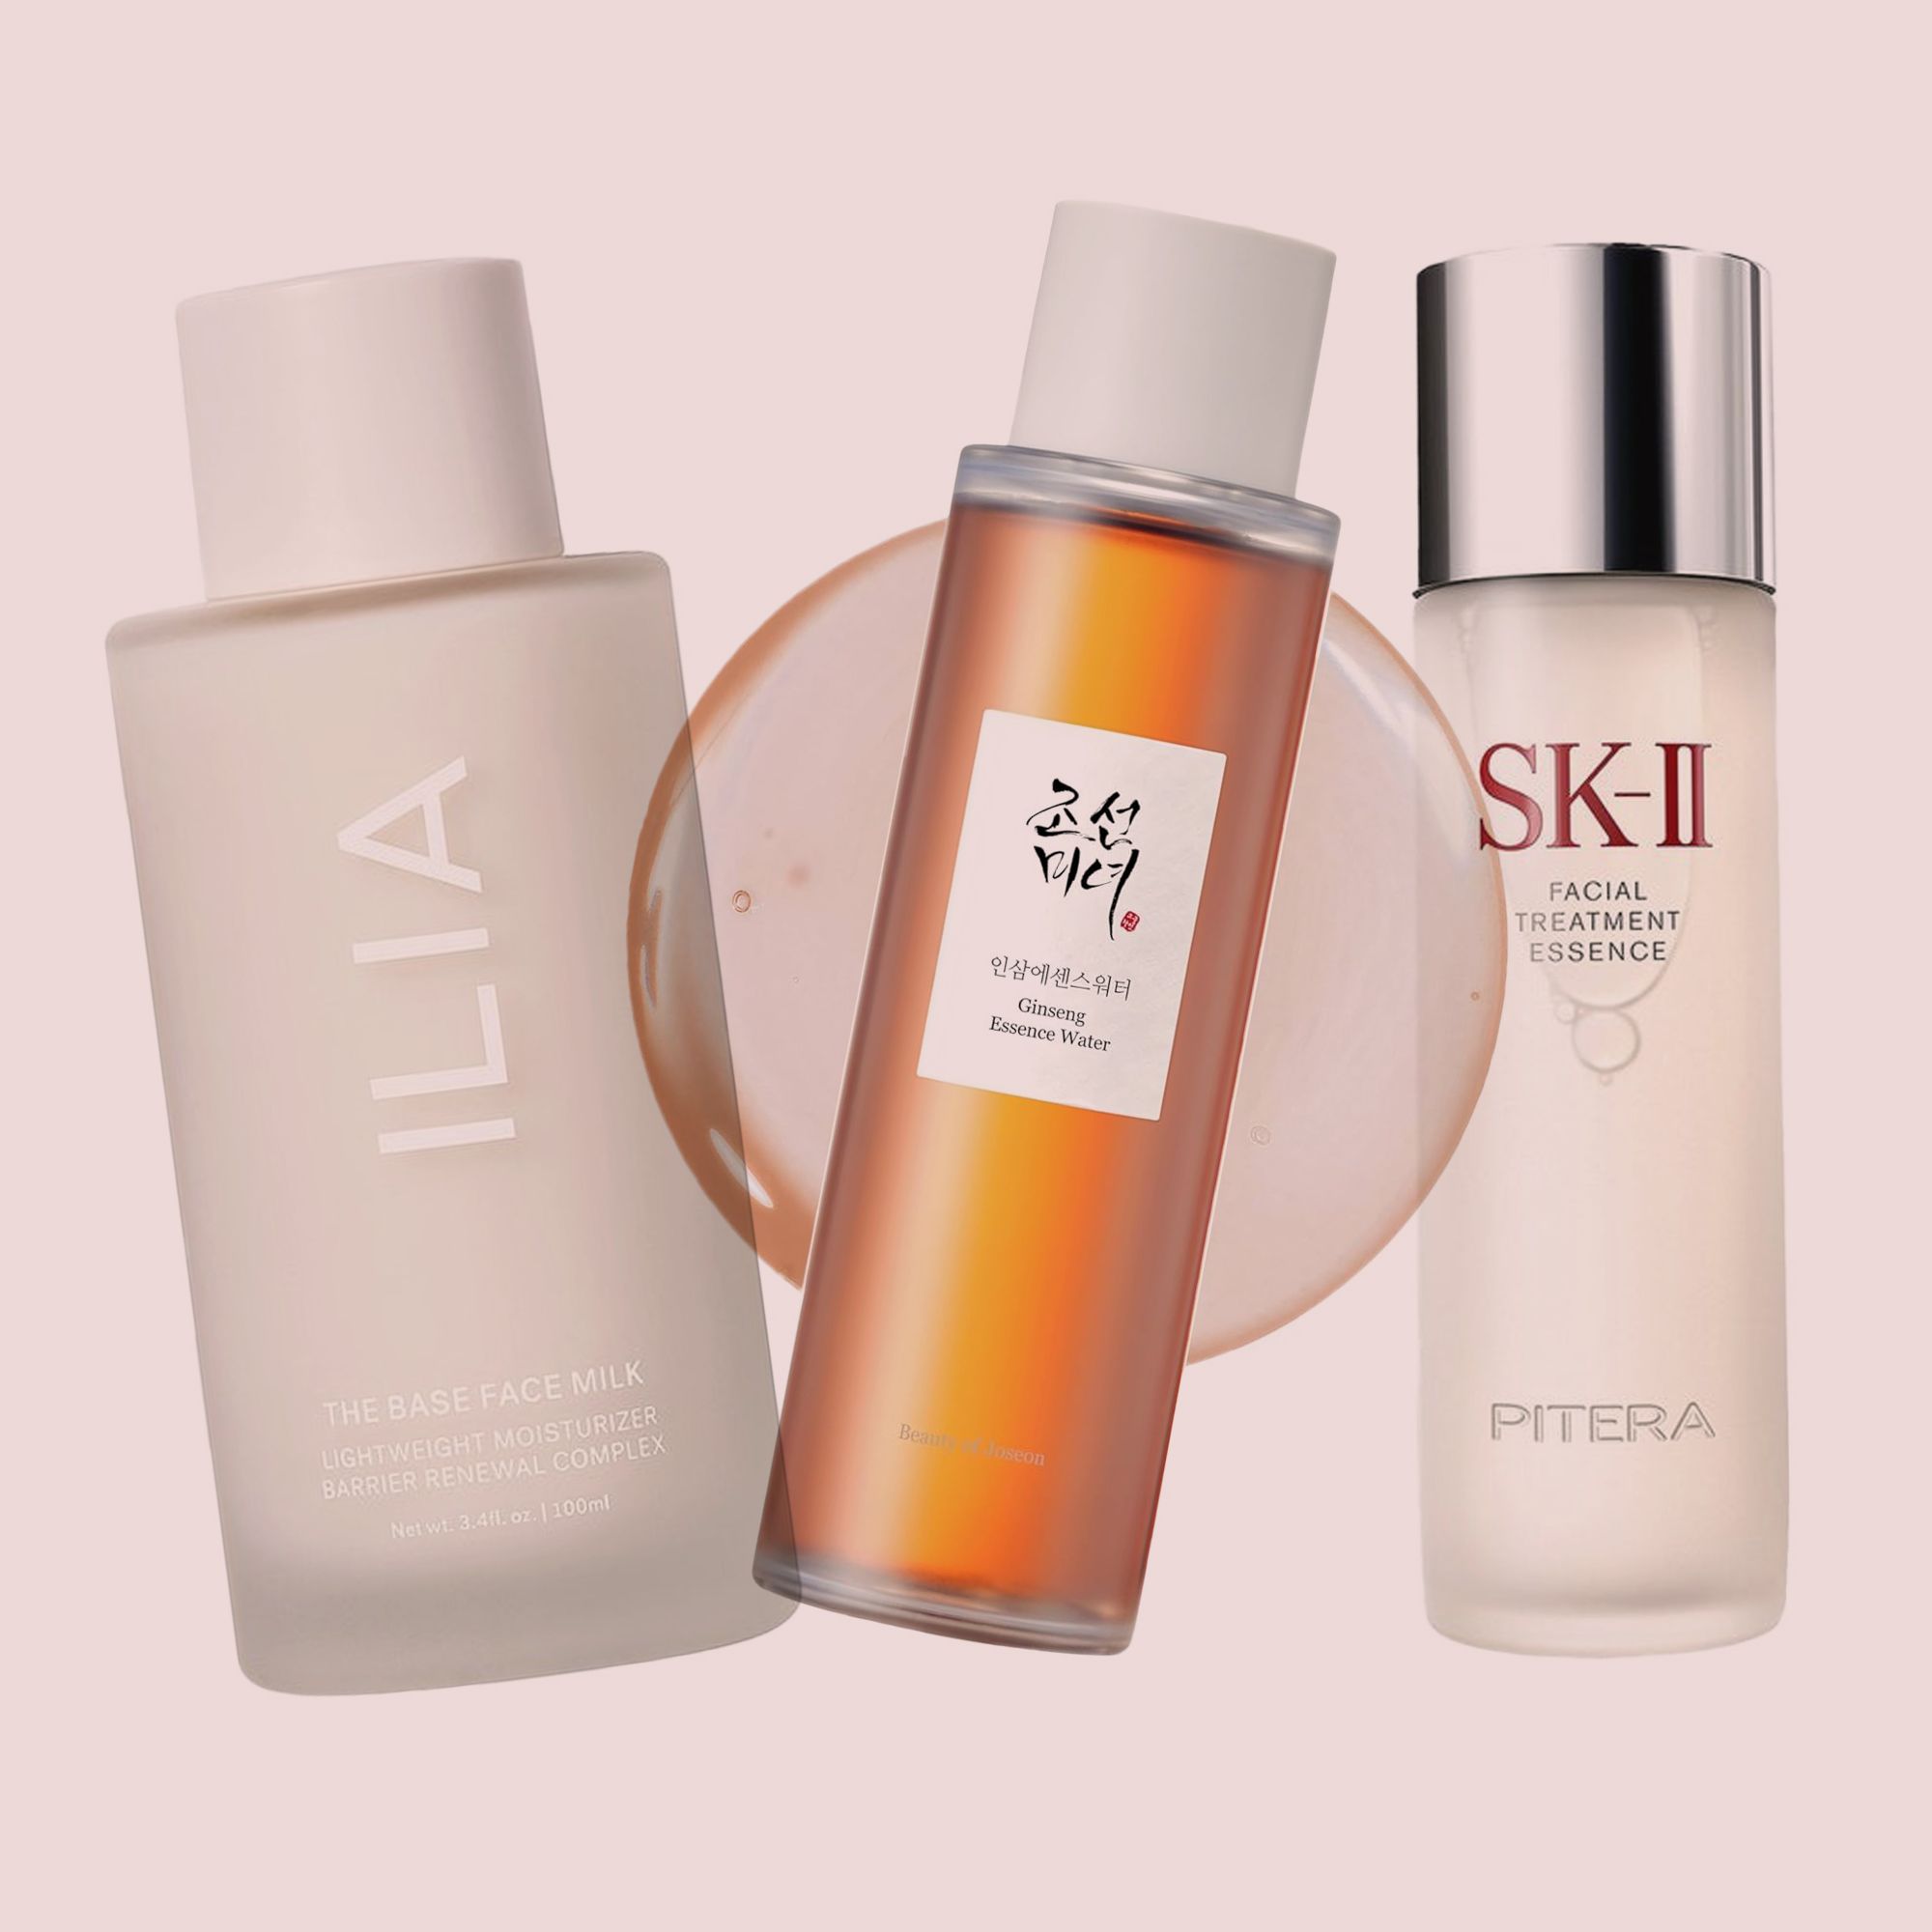 ILIA
THE BASE FACE MILK
LIGHTWEIGHT MOISTURIZER
BARRIER RENEWAL COMPLEX
Net wt. 3.4fl. oz. | 100ml
조선
미녀
인삼에센스워터
Ginseng
Essence Water
Beauty of Joseon
SK-II
FACIAL
TREATMENT
ESSENCE
PITERA